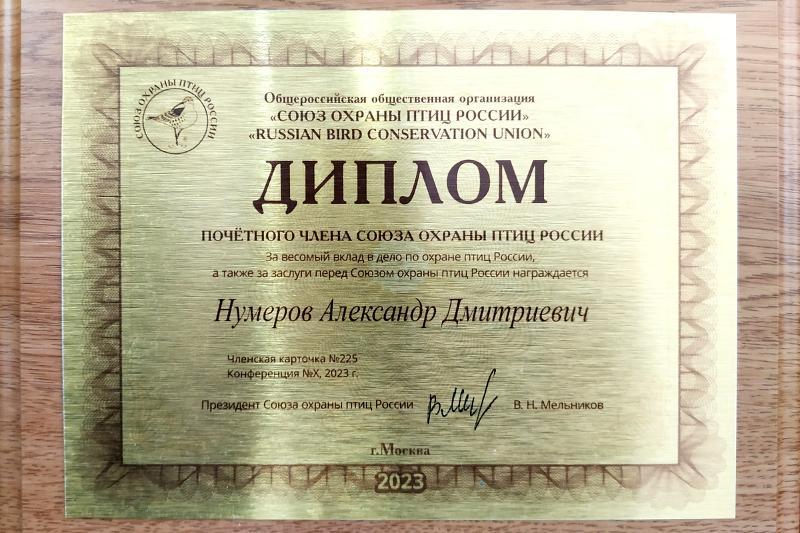 СОЮЗ ОХРАНЫ ПТИЦ РОССИИ
Общероссийская общественная организация
«СОЮЗ ОХРАНЫ ПТИЦ РОССИИ»
«RUSSIAN BIRD CONSERVATION UNION»
ДИПЛОМ
ПОЧЁТНОГО ЧЛЕНА СОЮЗА ОХРАНЫ ПТИЦ РОССИИ
За весомый вклад в дело по охране птиц России,
а также за заслуги перед Союзом охраны птиц России награждается
Нумеров Александр Дмитриевич
Членская карточка №225
Конференция №X, 2023 г.
Президент Союза охраны птиц России В. Н. Мельников
г.Москва
2023